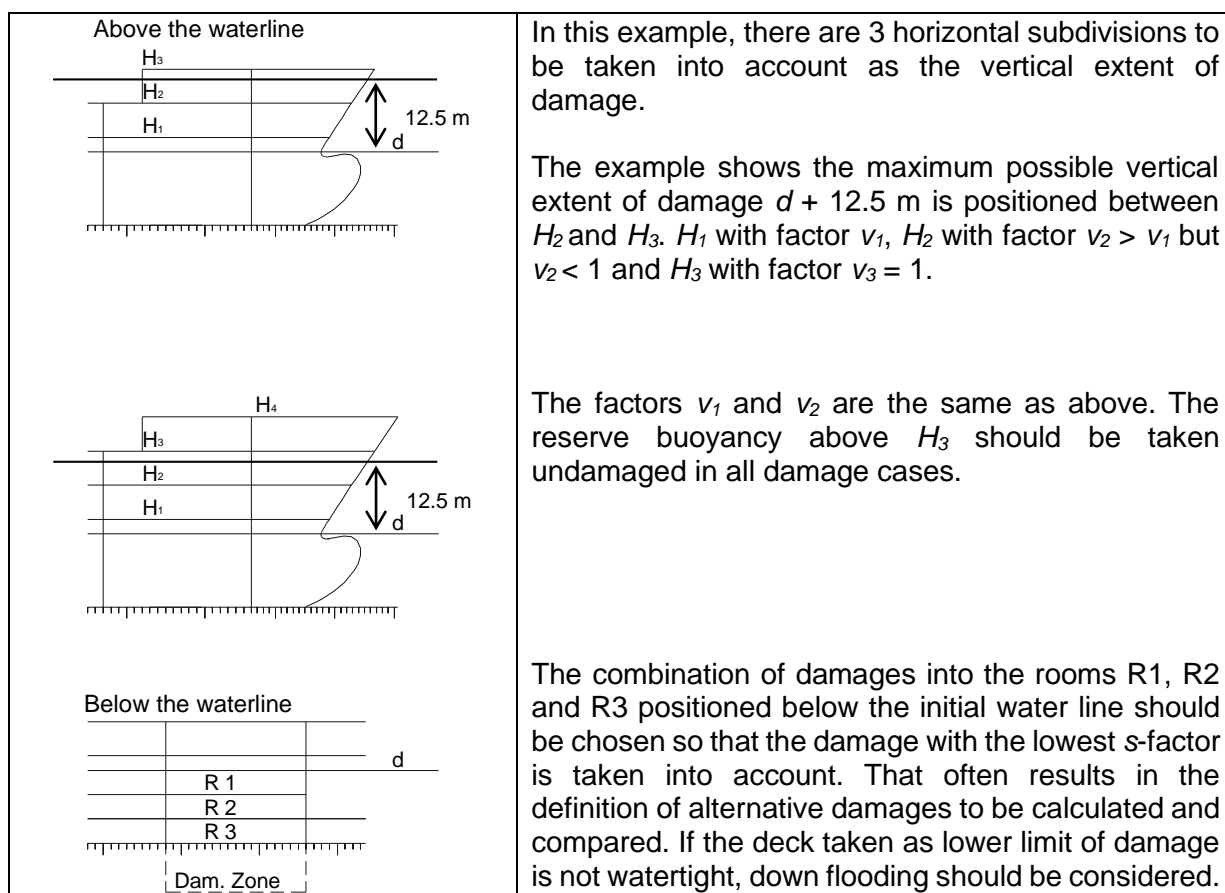 Above the waterline
H₃
H₂
H₁
12.5 m
d
In this example, there are 3 horizontal subdivisions to
be taken into account as the vertical extent of
damage.
The example shows the maximum possible vertical
extent of damage d + 12.5 m is positioned between
H₂ and H₃. H₁ with factor v₁, H₂ with factor v₂ > v₁ but
v₂ < 1 and H₃ with factor v₃ = 1.
H₄
H₃
H₂
H₁
12.5 m
d
The factors v₁ and v₂ are the same as above. The
reserve buoyancy above H₃ should be taken
undamaged in all damage cases.
Below the waterline
d
R 1
R 2
R 3
Dam. Zone
The combination of damages into the rooms R1, R2
and R3 positioned below the initial water line should
be chosen so that the damage with the lowest s-factor
is taken into account. That often results in the
definition of alternative damages to be calculated and
compared. If the deck taken as lower limit of damage
is not watertight, down flooding should be considered.